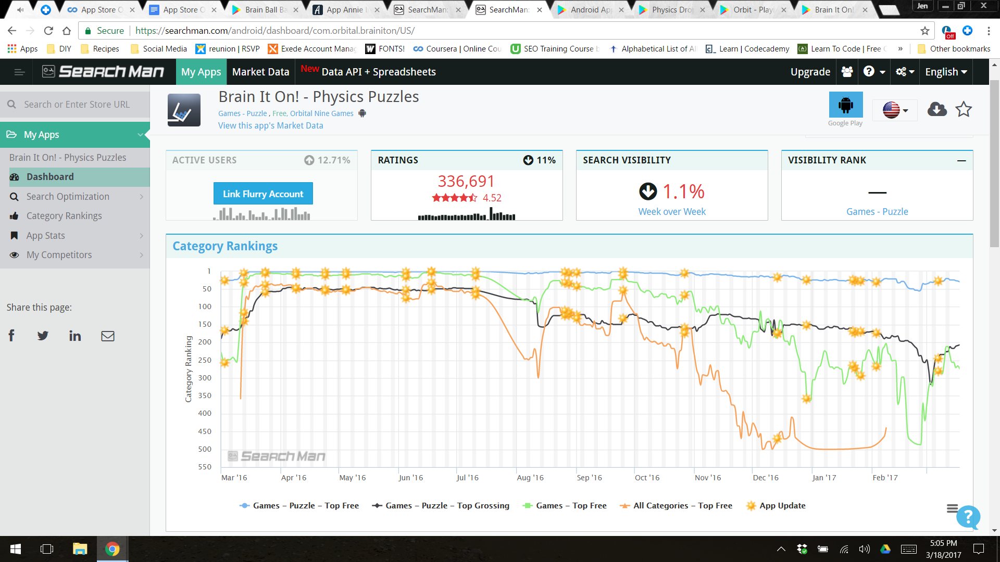 App Store O
App Store O
Brain Ball Ba
App Annie I
SearchMan:
SearchMan:
Android Ap
Physics Dro
Orbit - Playi
Brain It On!
Jen
Secure https://searchman.com/android/dashboard/com.orbital.brainiton/US/
Off
Apps DIY Recipes Social Media reunion | RSVP Exede Account Manag FONTS! Coursera | Online Cou SEO Training Course b Alphabetical List of Al Learn | Codecademy Learn To Code | Free C » Other bookmarks
SearchMan My Apps Market Data New Data API + Spreadsheets Upgrade English
Search or Enter Store URL
My Apps
Brain It On! - Physics Puzzles
Dashboard
Search Optimization
Category Rankings
App Stats
My Competitors
Share this page:
Brain It On! - Physics Puzzles
Games - Puzzle , Free, Orbital Nine Games
View this app's Market Data
Google Play
ACTIVE USERS 12.71%
Link Flurry Account
RATINGS 11%
336,691
4.52
SEARCH VISIBILITY
1.1%
Week over Week
VISIBILITY RANK —
—
Games - Puzzle
Category Rankings
Category Ranking
1
50
100
150
200
250
300
350
400
450
500
550
SearchMan
Mar '16 Apr '16 May '16 Jun '16 Jul '16 Aug '16 Sep '16 Oct '16 Nov '16 Dec '16 Jan '17 Feb '17
Games – Puzzle – Top Free Games – Puzzle – Top Grossing Games – Top Free All Categories – Top Free App Update
?
5:05 PM
3/18/2017